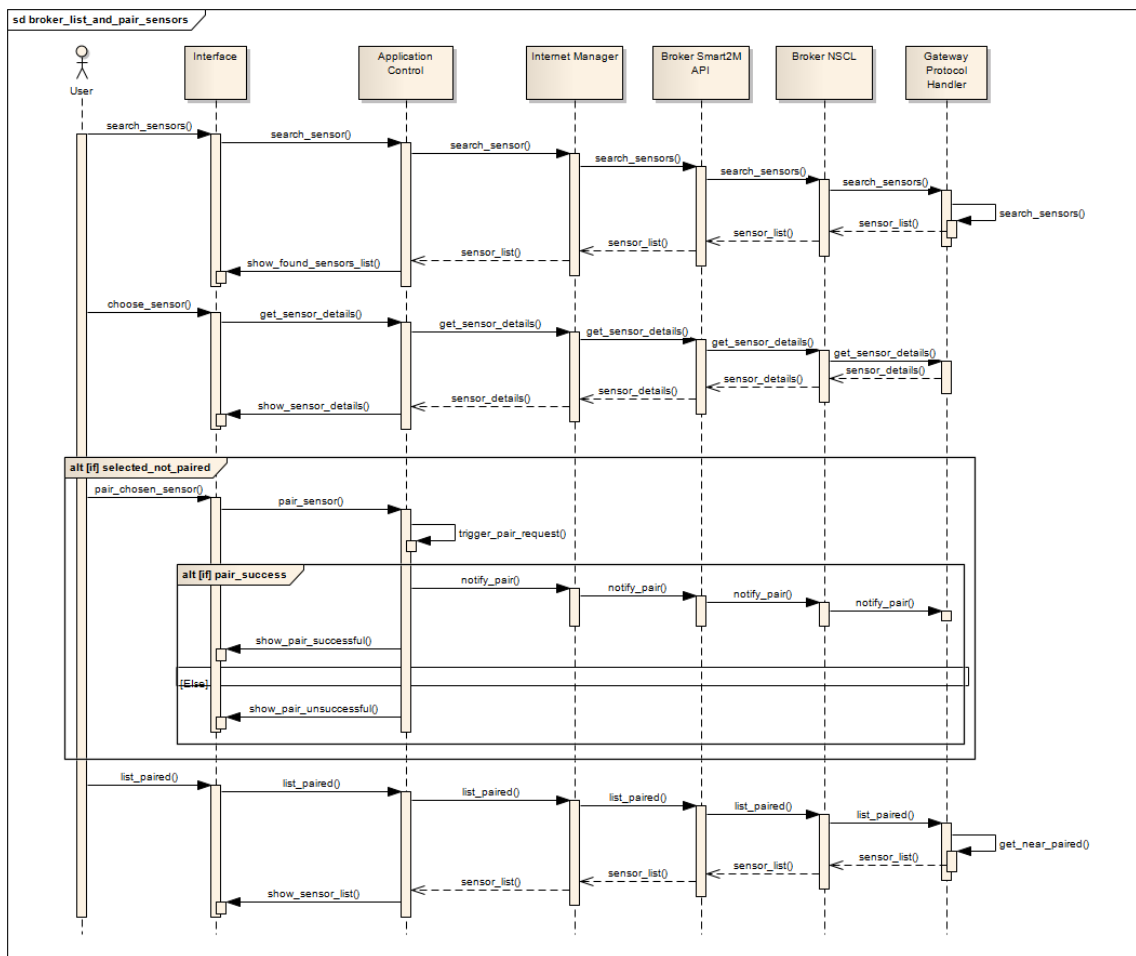 sd broker_list_and_pair_sensors
User
Interface
Application
Control
Internet Manager
Broker Smart2M
API
Broker NSCL
Gateway
Protocol
Handler
search_sensors()
search_sensor()
search_sensor()
search_sensors()
search_sensors()
search_sensors()
search_sensors()
sensor_list()
sensor_list()
sensor_list()
sensor_list()
show_found_sensors_list()
choose_sensor()
get_sensor_details()
get_sensor_details()
get_sensor_details()
get_sensor_details()
get_sensor_details()
sensor_details()
sensor_details()
sensor_details()
sensor_details()
show_sensor_details()
alt [if] selected_not_paired
pair_chosen_sensor()
pair_sensor()
trigger_pair_request()
alt [if] pair_success
notify_pair()
notify_pair()
notify_pair()
notify_pair()
show_pair_successful()
[Else]
show_pair_unsuccessful()
list_paired()
list_paired()
list_paired()
list_paired()
list_paired()
list_paired()
get_near_paired()
sensor_list()
sensor_list()
sensor_list()
sensor_list()
show_sensor_list()